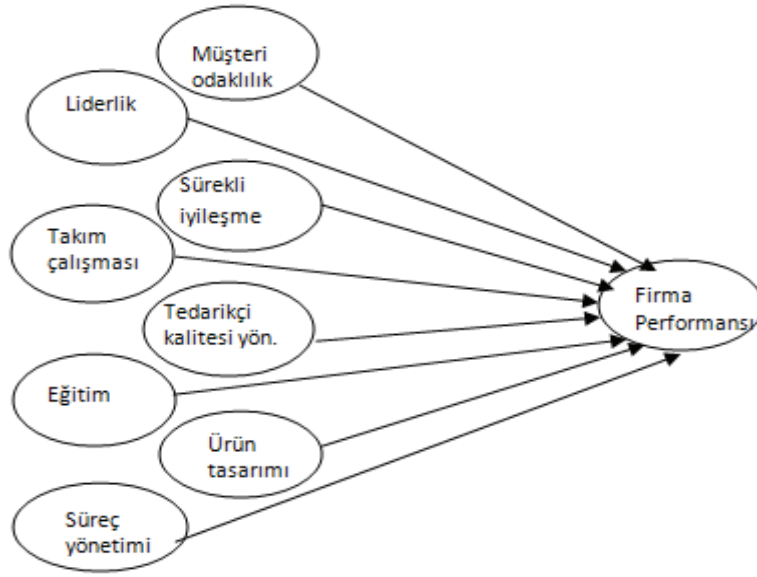 Müşteri
odaklılık
Liderlik
Sürekli
iyileşme
Takım
çalışması
Tedarikçi
kalitesi yön.
Firma
Performansı
Eğitim
Ürün
tasarımı
Süreç
yönetimi